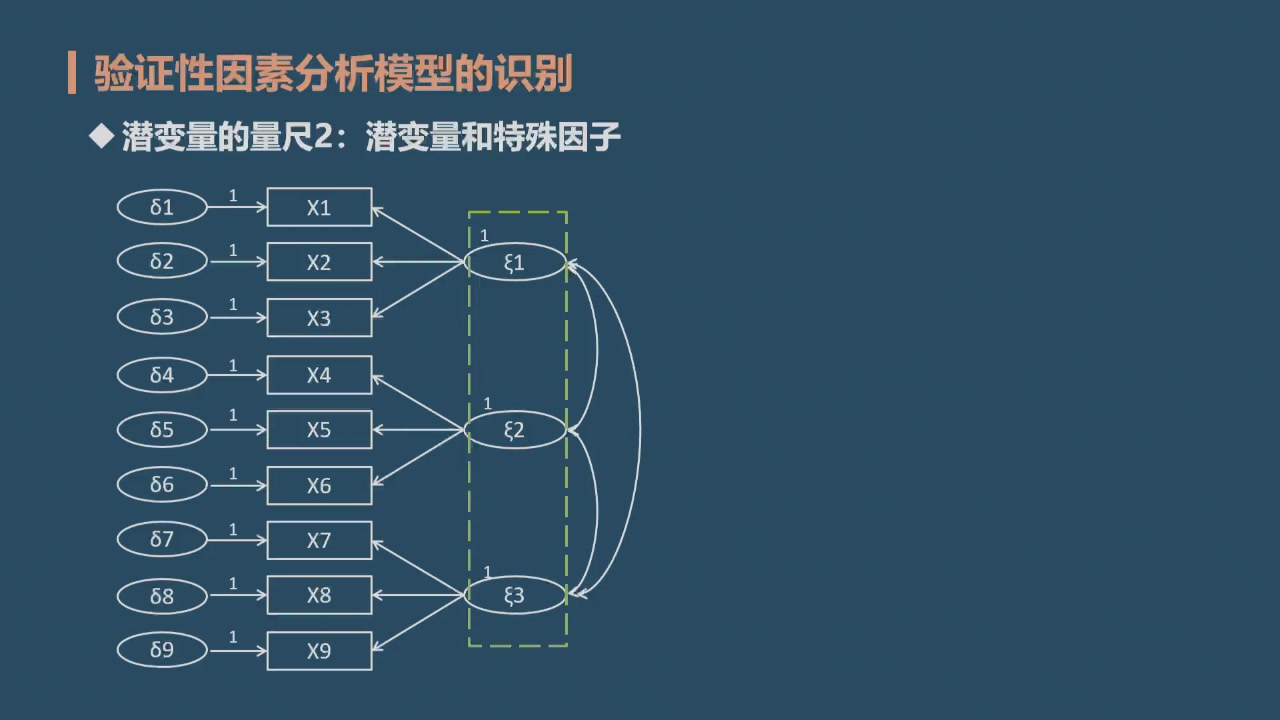 验证性因素分析模型的识别
◆ 潜变量的量尺2：潜变量和特殊因子
δ1 1 X1
1
δ2 1 X2 ξ1
δ3 1 X3
δ4 1 X4
1
δ5 1 X5 ξ2
δ6 1 X6
δ7 1 X7
1
δ8 1 X8 ξ3
δ9 1 X9